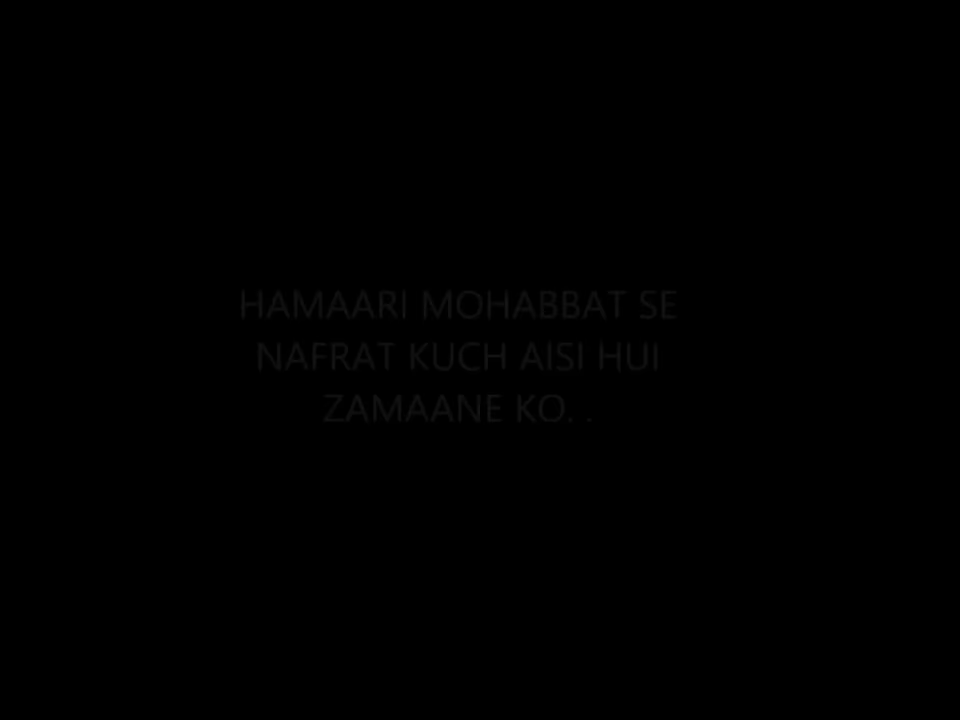 HAMAARI MOHABBAT SE
NAFRAT KUCH AISI HUI
ZAMAANE KO. .